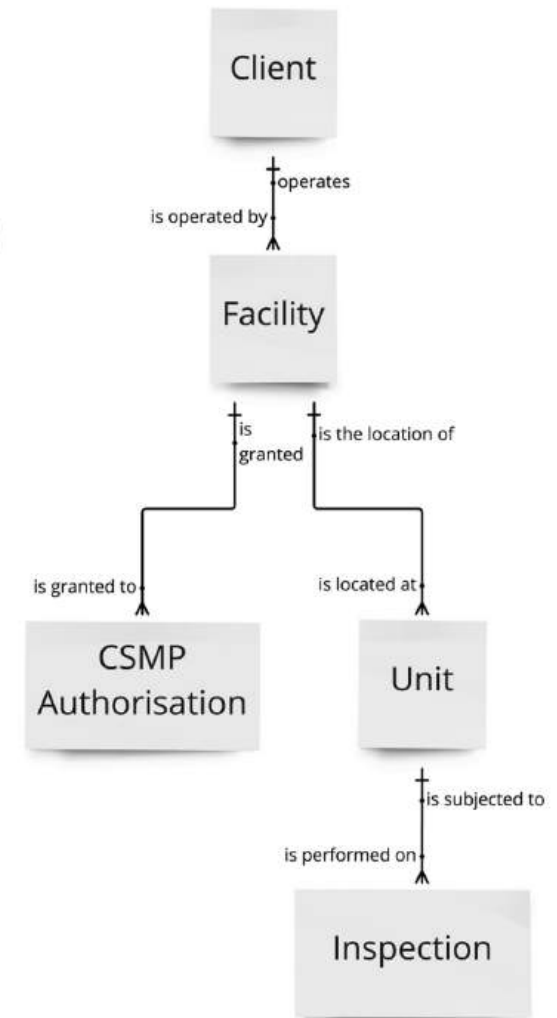 Client
operates
is operated by
Facility
is
granted
is the location of
is granted to
is located at
CSMP
Authorisation
Unit
is subjected to
is performed on
Inspection